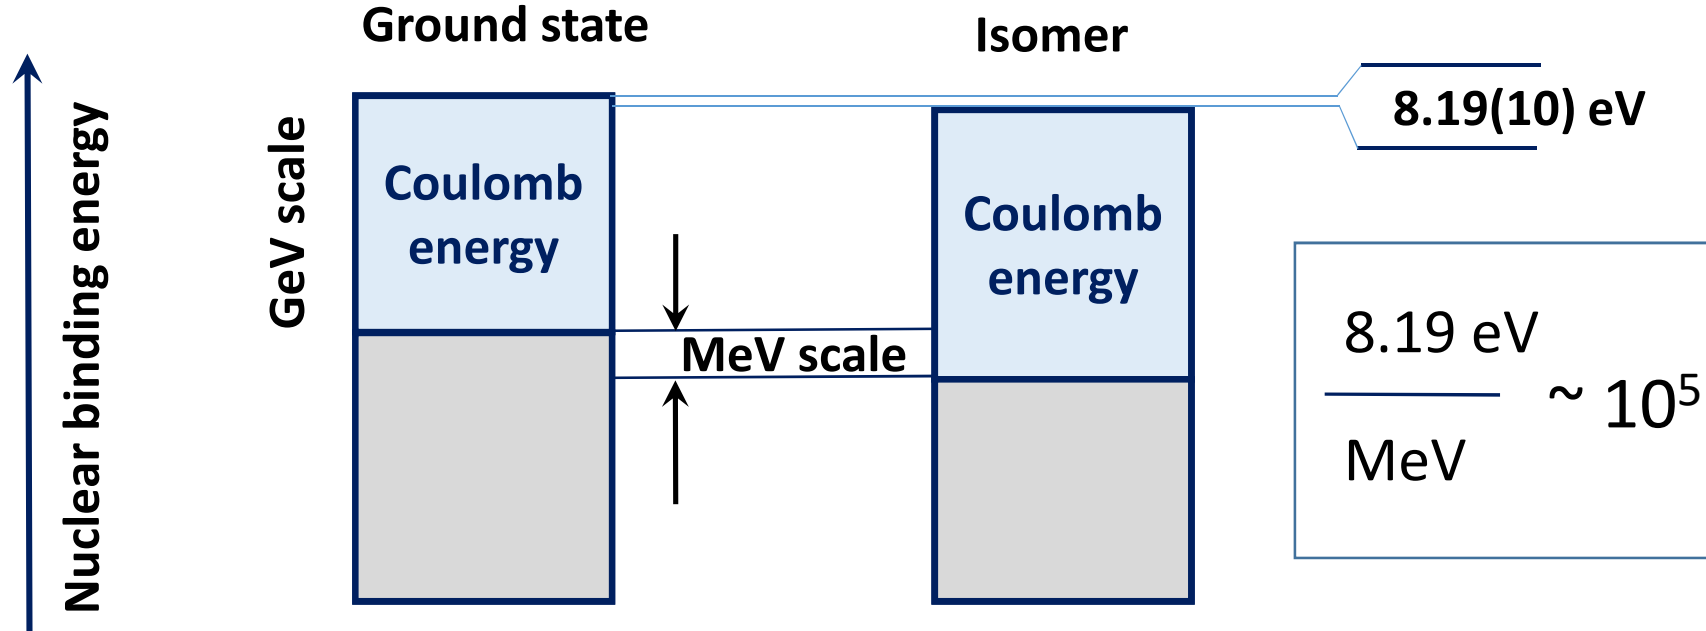 Ground state
Isomer
8.19(10) eV
Nuclear binding energy
GeV scale
Coulomb
energy
Coulomb
energy
MeV scale
8.19 eV
MeV
~ 10⁵